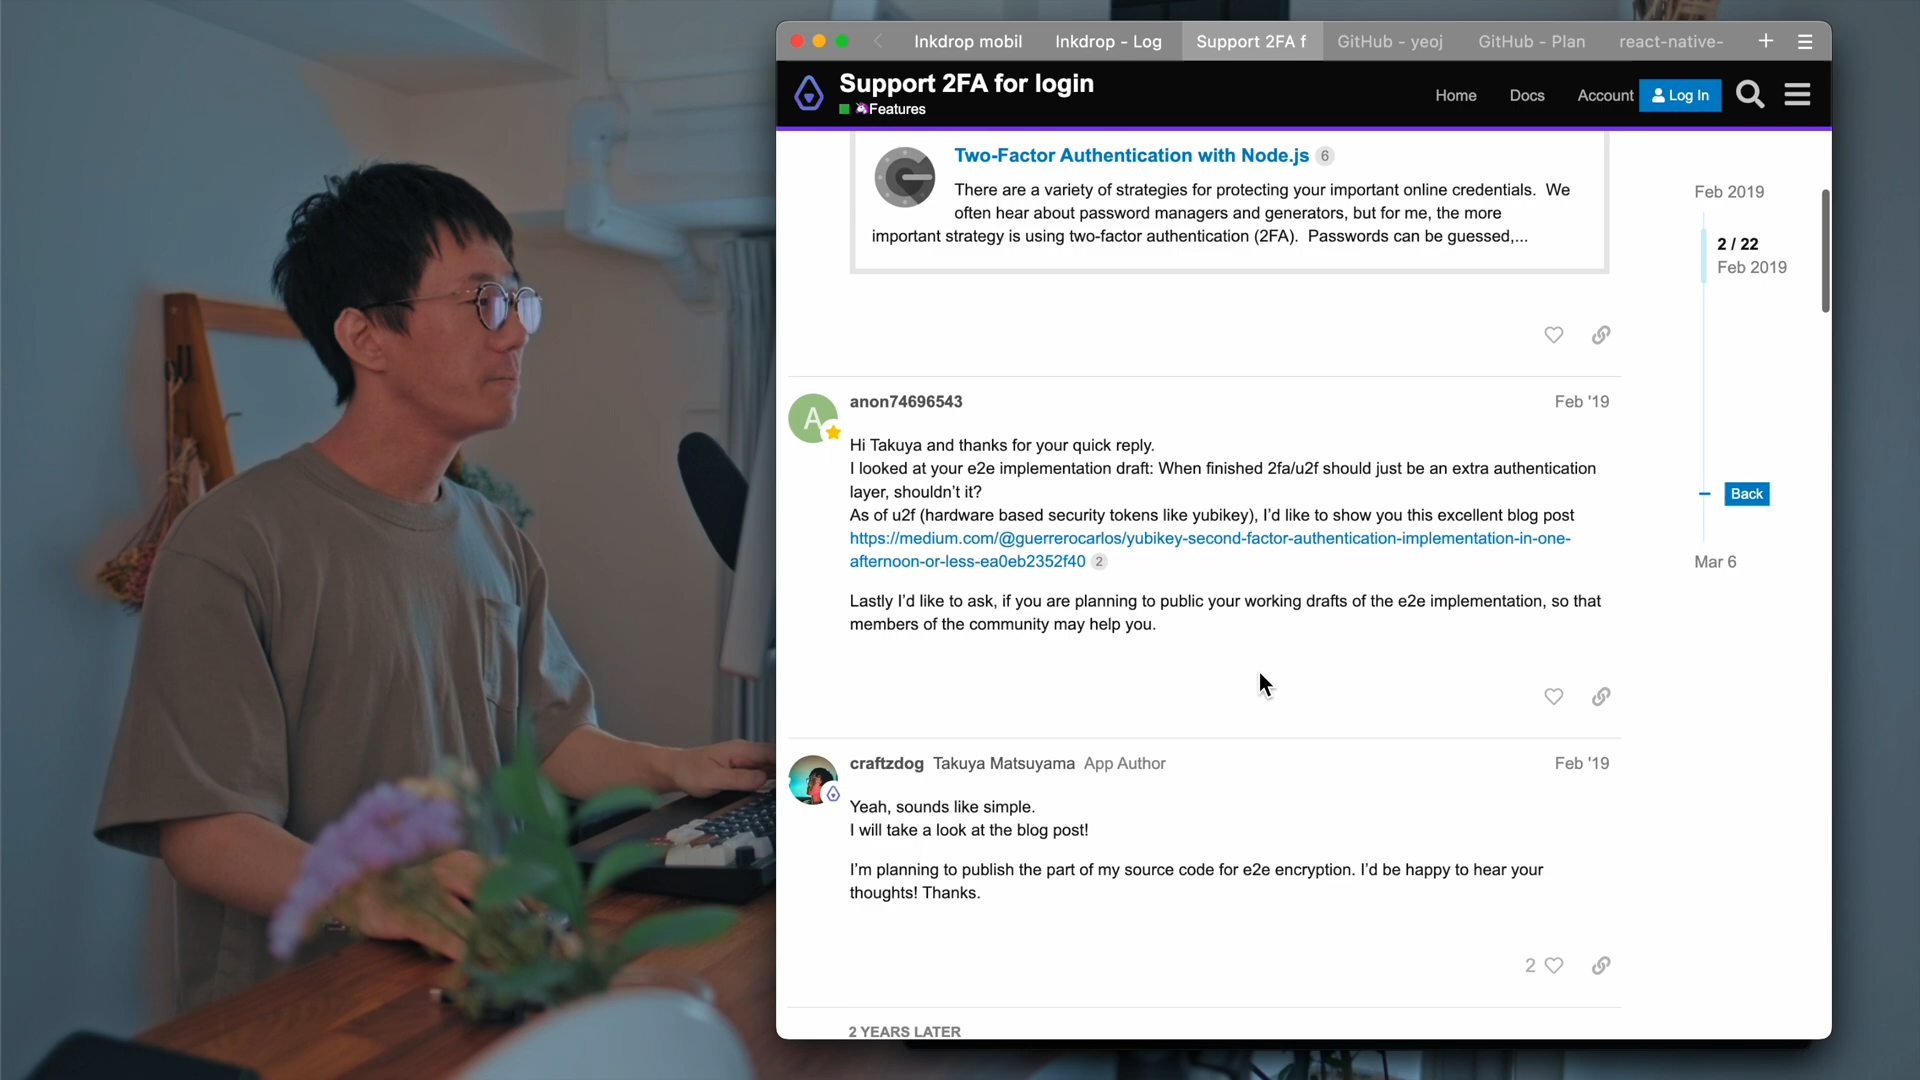 Inkdrop mobil
Inkdrop - Log
Support 2FA f
GitHub - yeoj
GitHub - Plan
react-native-
Support 2FA for login
Features
Home
Docs
Account
Log In
Two-Factor Authentication with Node.js 6
There are a variety of strategies for protecting your important online credentials. We
often hear about password managers and generators, but for me, the more
important strategy is using two-factor authentication (2FA). Passwords can be guessed,...
Feb 2019
2 / 22
Feb 2019
Back
Mar 6
A
anon74696543
Feb '19
Hi Takuya and thanks for your quick reply.
I looked at your e2e implementation draft: When finished 2fa/u2f should just be an extra authentication
layer, shouldn’t it?
As of u2f (hardware based security tokens like yubikey), I’d like to show you this excellent blog post
https://medium.com/@guerrerocarlos/yubikey-second-factor-authentication-implementation-in-one-
afternoon-or-less-ea0eb2352f40 2
Lastly I’d like to ask, if you are planning to public your working drafts of the e2e implementation, so that
members of the community may help you.
craftzdog Takuya Matsuyama App Author
Feb '19
Yeah, sounds like simple.
I will take a look at the blog post!
I’m planning to publish the part of my source code for e2e encryption. I’d be happy to hear your
thoughts! Thanks.
2
2 YEARS LATER